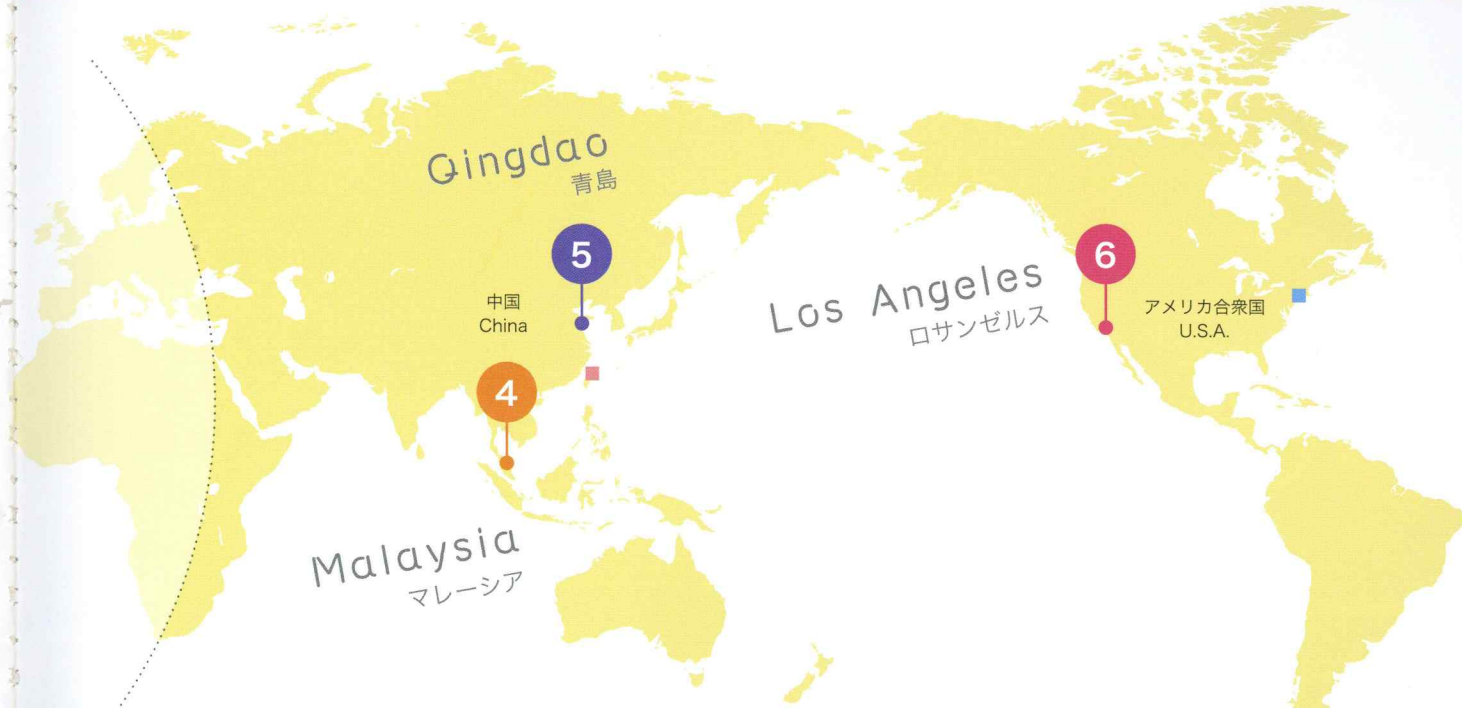 Qingdao
青島
5
中国
China
4
Malaysia
マレーシア
6
Los Angeles
ロサンゼルス
アメリカ合衆国
U.S.A.